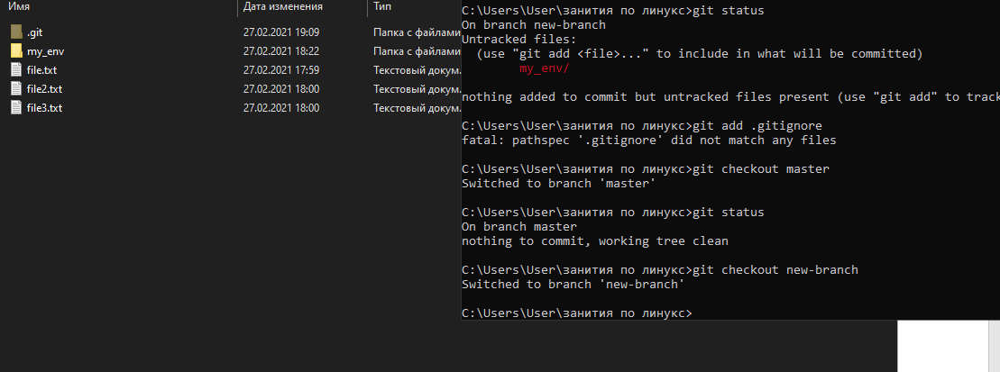 Имя Дата изменения Тип
.git 27.02.2021 19:09 Папка с файлами
my_env 27.02.2021 18:22 Папка с файлами
file.txt 27.02.2021 17:59 Текстовый докум...
file2.txt 27.02.2021 18:00 Текстовый докум...
file3.txt 27.02.2021 18:00 Текстовый докум...
C:\Users\User\занития по линукс>git status
On branch new-branch
Untracked files:
(use "git add <file>..." to include in what will be committed)
my_env/
nothing added to commit but untracked files present (use "git add" to track
C:\Users\User\занития по линукс>git add .gitignore
fatal: pathspec '.gitignore' did not match any files
C:\Users\User\занития по линукс>git checkout master
Switched to branch 'master'
C:\Users\User\занития по линукс>git status
On branch master
nothing to commit, working tree clean
C:\Users\User\занития по линукс>git checkout new-branch
Switched to branch 'new-branch'
C:\Users\User\занития по линукс>